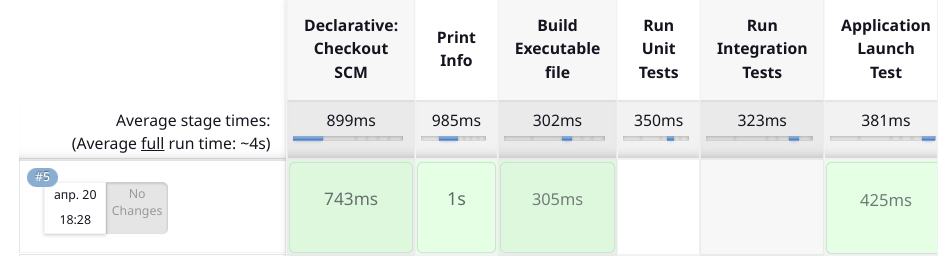 Declarative: Checkout SCM
Print Info
Build Executable file
Run Unit Tests
Run Integration Tests
Application Launch Test
Average stage times:
(Average full run time: ~4s)
899ms
985ms
302ms
350ms
323ms
381ms
#5
апр. 20
18:28
No Changes
743ms
1s
305ms
425ms